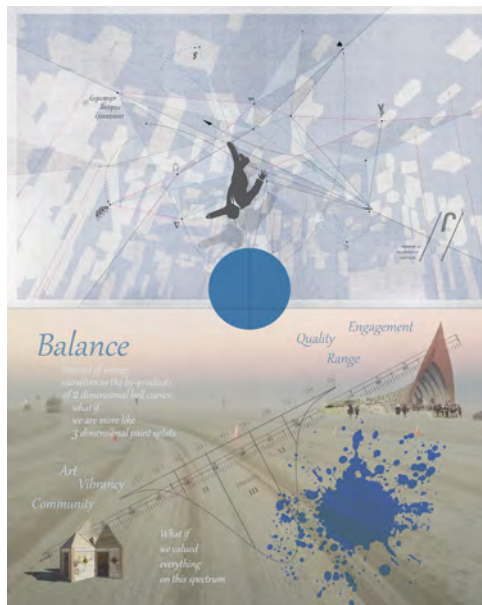 Balance
Instead of seeing
ourselves as the by-products
of 2 dimensional bell curves
what if
we are more like
3 dimensional paint splats
Engagement
Quality
Range
Art
Vibrancy
Community
What if
we valued
everything
on this spectrum